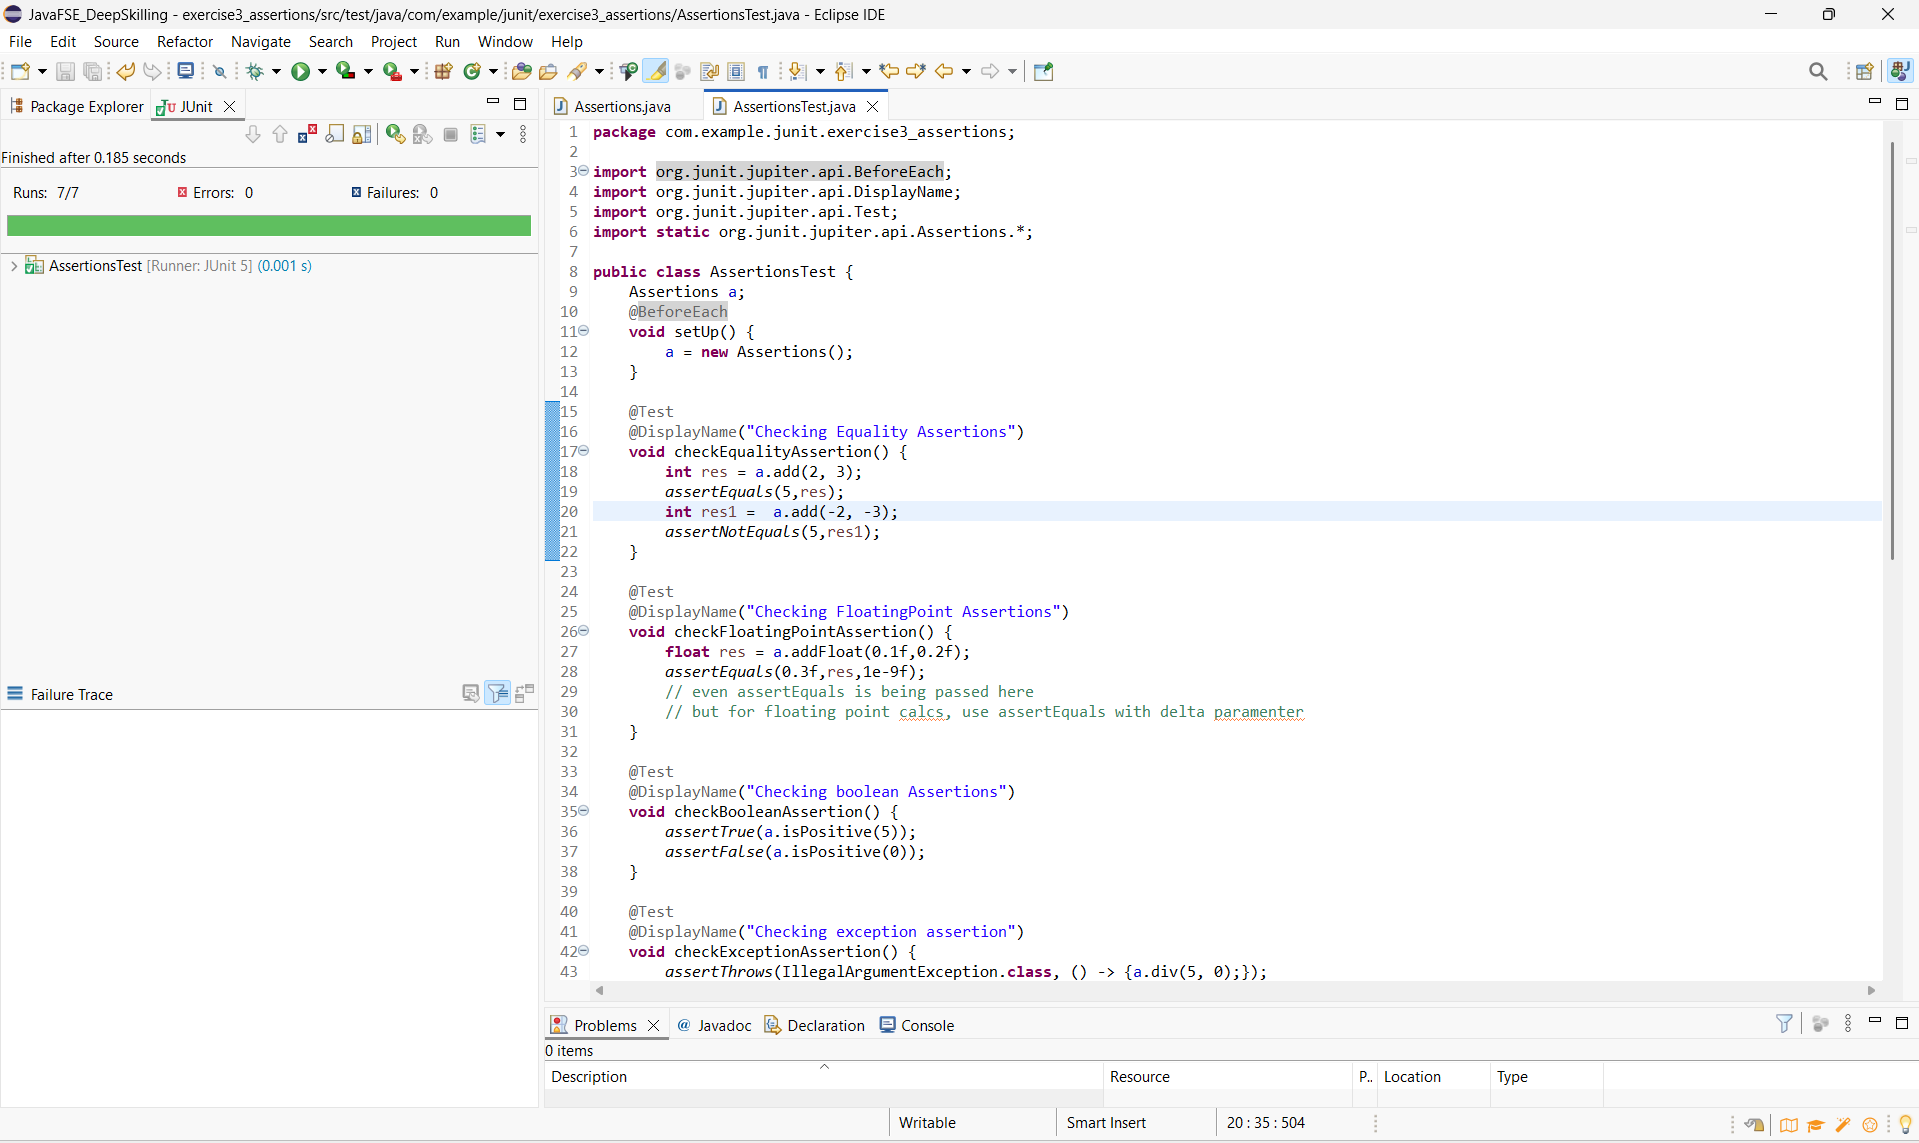 JavaFSE_DeepSkilling - exercise3_assertions/src/test/java/com/example/junit/exercise3_assertions/AssertionsTest.java - Eclipse IDE
File Edit Source Refactor Navigate Search Project Run Window Help
Package Explorer JUnit
Finished after 0.185 seconds
Runs: 7/7 Errors: 0 Failures: 0
AssertionsTest [Runner: JUnit 5] (0.001 s)
Failure Trace
Assertions.java AssertionsTest.java
1 package com.example.junit.exercise3_assertions;
2
3 import org.junit.jupiter.api.BeforeEach;
4 import org.junit.jupiter.api.DisplayName;
5 import org.junit.jupiter.api.Test;
6 import static org.junit.jupiter.api.Assertions.*;
7
8 public class AssertionsTest {
9 Assertions a;
10 @BeforeEach
11 void setUp() {
12 a = new Assertions();
13 }
14
15 @Test
16 @DisplayName("Checking Equality Assertions")
17 void checkEqualityAssertion() {
18 int res = a.add(2, 3);
19 assertEquals(5,res);
20 int res1 =  a.add(-2, -3);
21 assertNotEquals(5,res1);
22 }
23
24 @Test
25 @DisplayName("Checking FloatingPoint Assertions")
26 void checkFloatingPointAssertion() {
27 float res = a.addFloat(0.1f,0.2f);
28 assertEquals(0.3f,res,1e-9f);
29 // even assertEquals is being passed here
30 // but for floating point calcs, use assertEquals with delta paramenter
31 }
32
33 @Test
34 @DisplayName("Checking boolean Assertions")
35 void checkBooleanAssertion() {
36 assertTrue(a.isPositive(5));
37 assertFalse(a.isPositive(0));
38 }
39
40 @Test
41 @DisplayName("Checking exception assertion")
42 void checkExceptionAssertion() {
43 assertThrows(IllegalArgumentException.class, () -> {a.div(5, 0);});
Problems @ Javadoc Declaration Console
0 items
Description Resource P.. Location Type
Writable Smart Insert 20 : 35 : 504